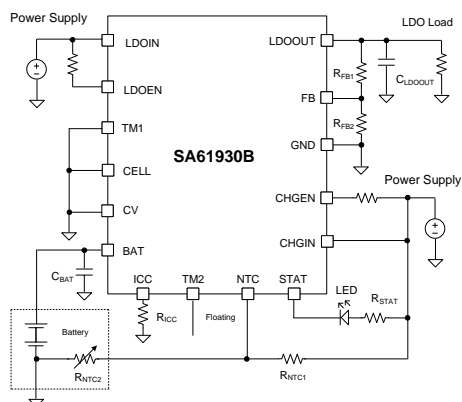 Power Supply
LDOIN
LDOOUT
LDO Load
R_FB1
C_LDOOUT
LDOEN
FB
R_FB2
TM1
SA61930B
GND
CELL
CHGEN
Power Supply
CV
CHGIN
BAT
C_BAT
ICC
TM2
NTC
STAT
LED
R_STAT
R_ICC
Floating
Battery
R_NTC2
R_NTC1